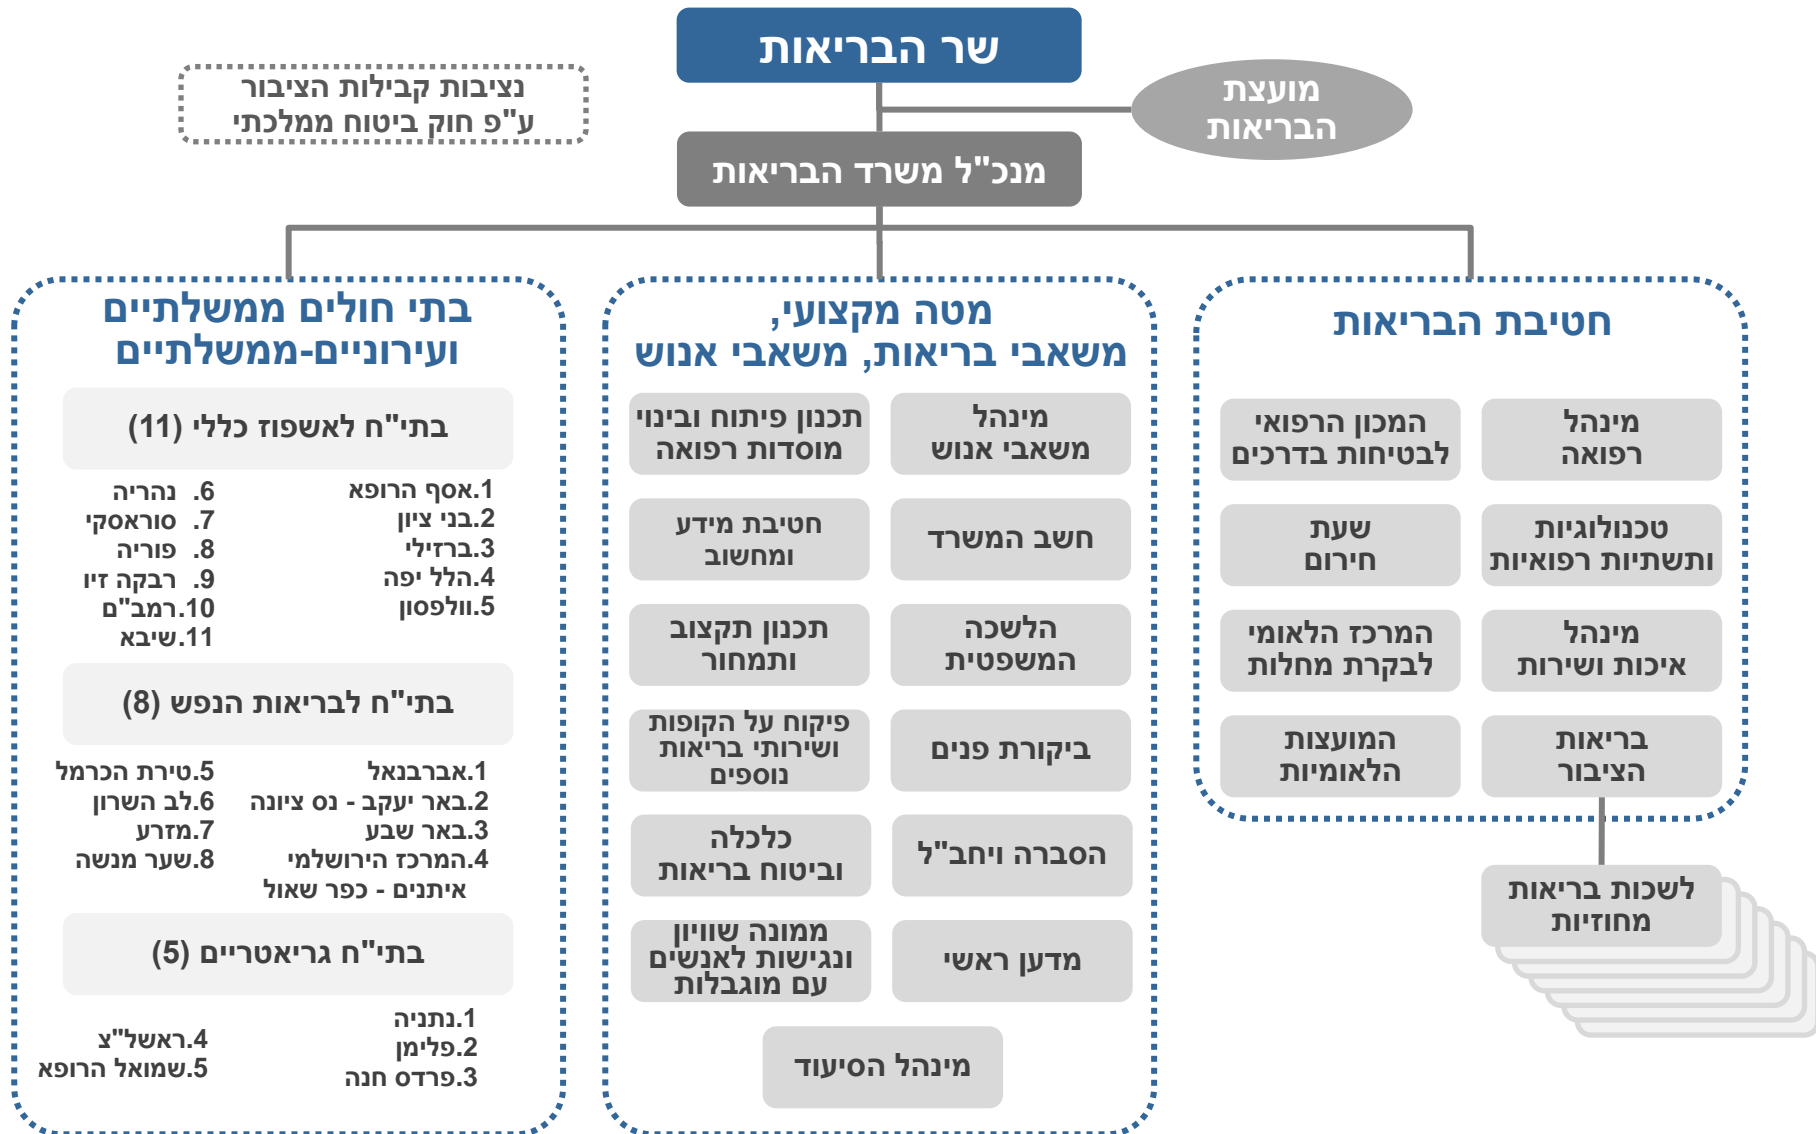 שר הבריאות
מועצת
הבריאות
נציבות קבילות הציבור
ע"פ חוק ביטוח ממלכתי
מנכ"ל משרד הבריאות
חטיבת הבריאות
מינהל
רפואה
המכון הרפואי
לבטיחות בדרכים
טכנולוגיות
ותשתיות רפואיות
שעת
חירום
מינהל
איכות ושירות
המרכז הלאומי
לבקרת מחלות
בריאות
הציבור
המועצות
הלאומיות
לשכות בריאות
מחוזיות
מטה מקצועי,
משאבי בריאות, משאבי אנוש
מינהל
משאבי אנוש
תכנון פיתוח ובינוי
מוסדות רפואה
חשב המשרד
חטיבת מידע
ומחשוב
הלשכה
המשפטית
תכנון תקצוב
ותמחור
ביקורת פנים
פיקוח על הקופות
ושירותי בריאות
נוספים
הסברה ויחב"ל
כלכלה
וביטוח בריאות
מדען ראשי
ממונה שוויון
ונגישות לאנשים
עם מוגבלות
מינהל הסיעוד
בתי חולים ממשלתיים
ועירוניים-ממשלתיים
בתי"ח לאשפוז כללי (11)
1.אסף הרופא
2.בני ציון
3.ברזילי
4.הלל יפה
5.וולפסון
6. נהריה
7. סוראסקי
8. פוריה
9. רבקה זיו
10.רמב"ם
11.שיבא
בתי"ח לבריאות הנפש (8)
1.אברבנאל
2.באר יעקב - נס ציונה
3.באר שבע
4.המרכז הירושלמי
איתנים - כפר שאול
5.טירת הכרמל
6.לב השרון
7.מזרע
8.שער מנשה
בתי"ח גריאטריים (5)
1.נתניה
2.פלימן
3.פרדס חנה
4.ראשל"צ
5.שמואל הרופא